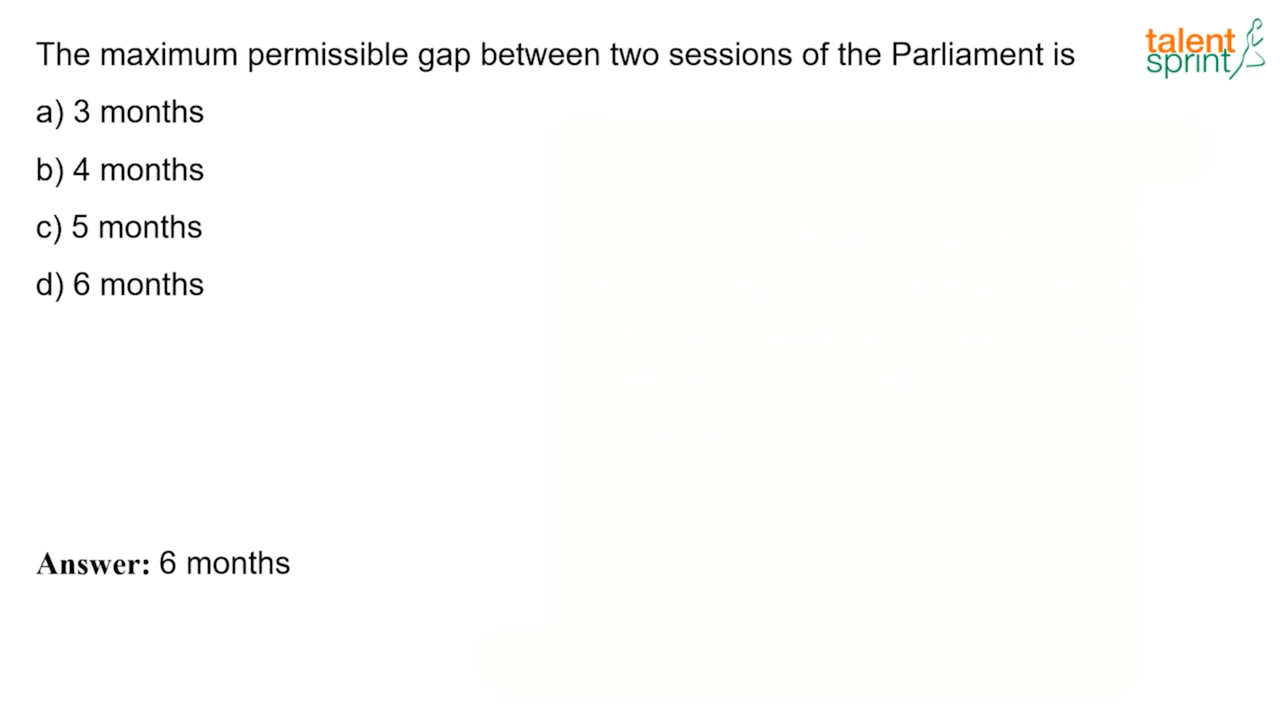 The maximum permissible gap between two sessions of the Parliament is
talent
sprint
a) 3 months
b) 4 months
c) 5 months
d) 6 months
Answer: 6 months